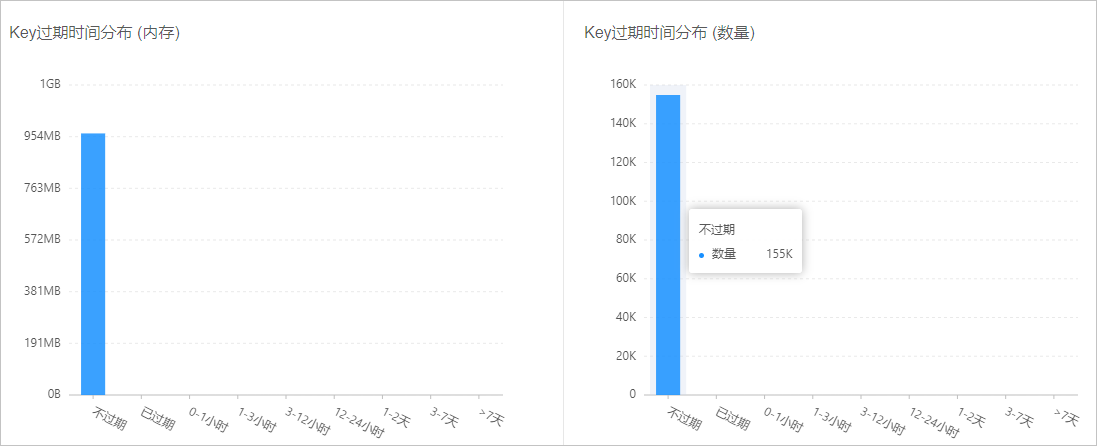 Key过期时间分布 (内存)
1GB
954MB
763MB
572MB
381MB
191MB
0B
不过期
已过期
0-1小时
1-3小时
3-12小时
12-24小时
1-2天
3-7天
>7天
Key过期时间分布 (数量)
160K
140K
120K
100K
80K
60K
40K
20K
0
不过期
数量 155K
不过期
已过期
0-1小时
1-3小时
3-12小时
12-24小时
1-2天
3-7天
>7天